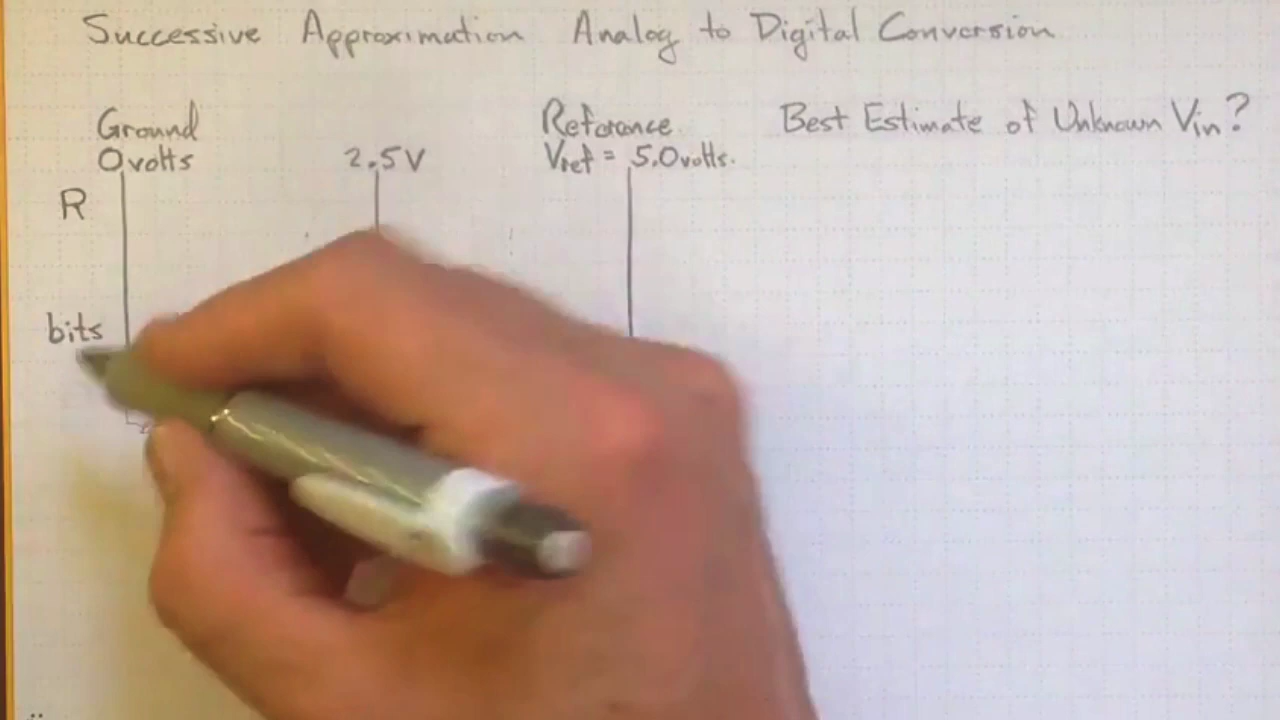 Successive Approximation Analog to Digital Conversion
Ground Reference Best Estimate of Unknown Vin?
0 volts 2.5V Vref = 5.0 volts.
R
bits